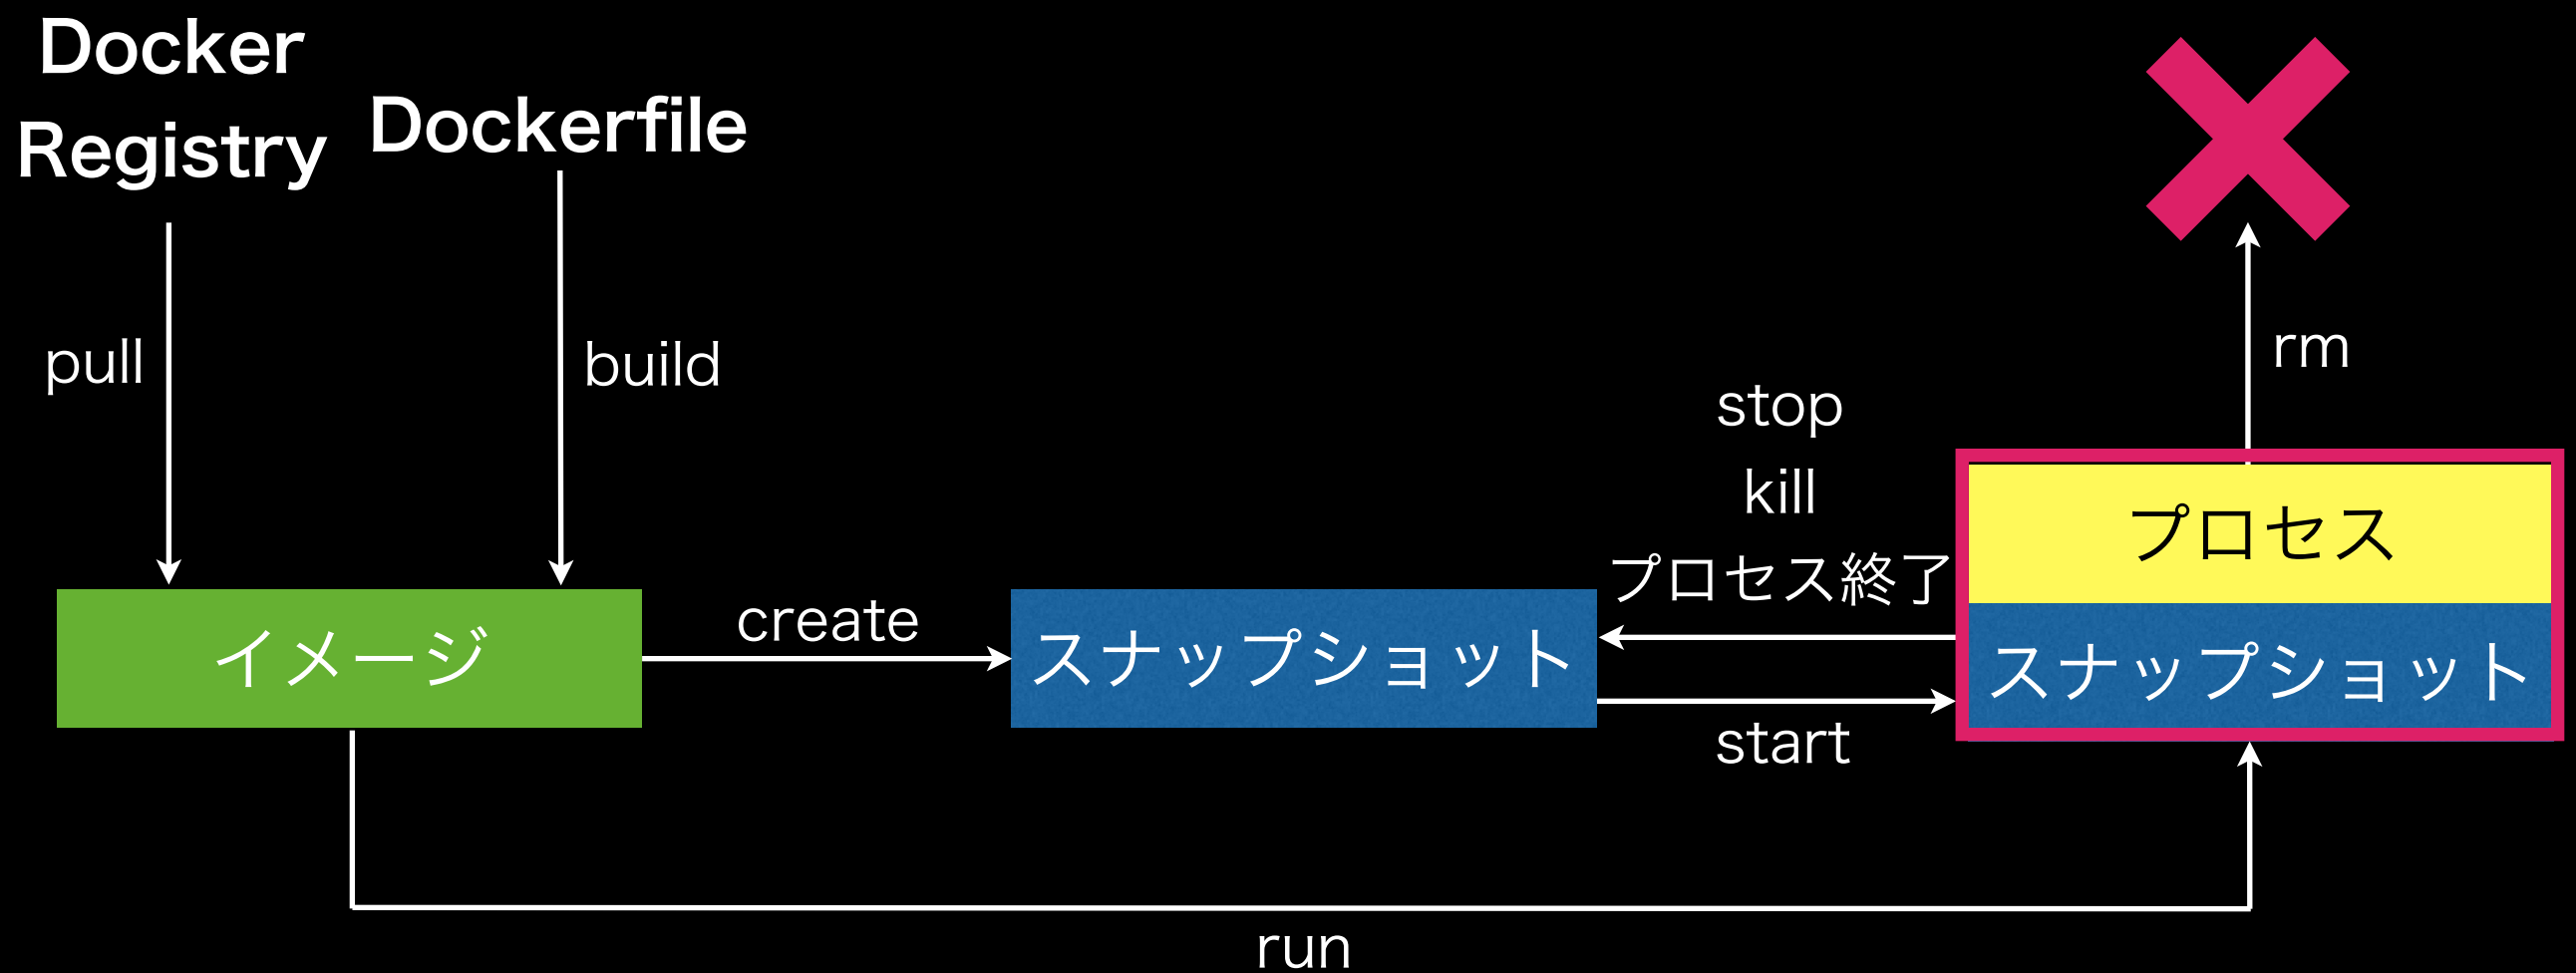 Docker
Registry
Dockerfile
pull
build
rm
stop
kill
プロセス終了
プロセス
イメージ
create
スナップショット
スナップショット
start
run